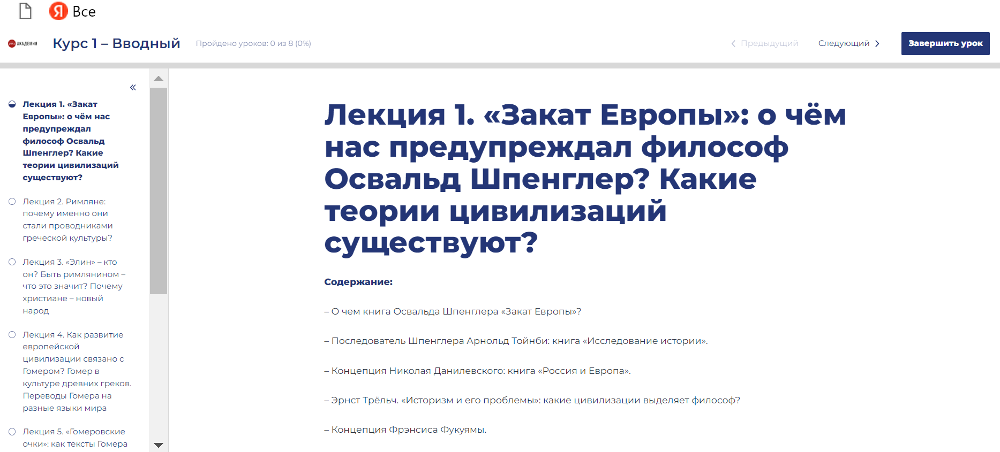 Я Все
АКАДЕМИЯ
Курс 1 – Вводный
Пройдено уроков: 0 из 8 (0%)
Предыдущий
Следующий
Завершить урок
Лекция 1. «Закат
Европы»: о чём нас
предупреждал
философ Освальд
Шпенглер? Какие
теории цивилизаций
существуют?
Лекция 2. Римляне:
почему именно они
стали проводниками
греческой культуры?
Лекция 3. «Элин» – кто
он? Быть римлянином –
что это значит? Почему
христиане – новый
народ
Лекция 4. Как развитие
европейской
цивилизации связано с
Гомером? Гомер в
культуре древних греков.
Переводы Гомера на
разные языки мира
Лекция 5. «Гомеровские
очки»: как тексты Гомера
Лекция 1. «Закат Европы»: о чём
нас предупреждал философ
Освальд Шпенглер? Какие
теории цивилизаций
существуют?
Содержание:
– О чем книга Освальда Шпенглера «Закат Европы»?
– Последователь Шпенглера Арнольд Тойнби: книга «Исследование истории».
– Концепция Николая Данилевского: книга «Россия и Европа».
– Эрнст Трёльч. «Историзм и его проблемы»: какие цивилизации выделяет философ?
– Концепция Фрэнсиса Фукуямы.